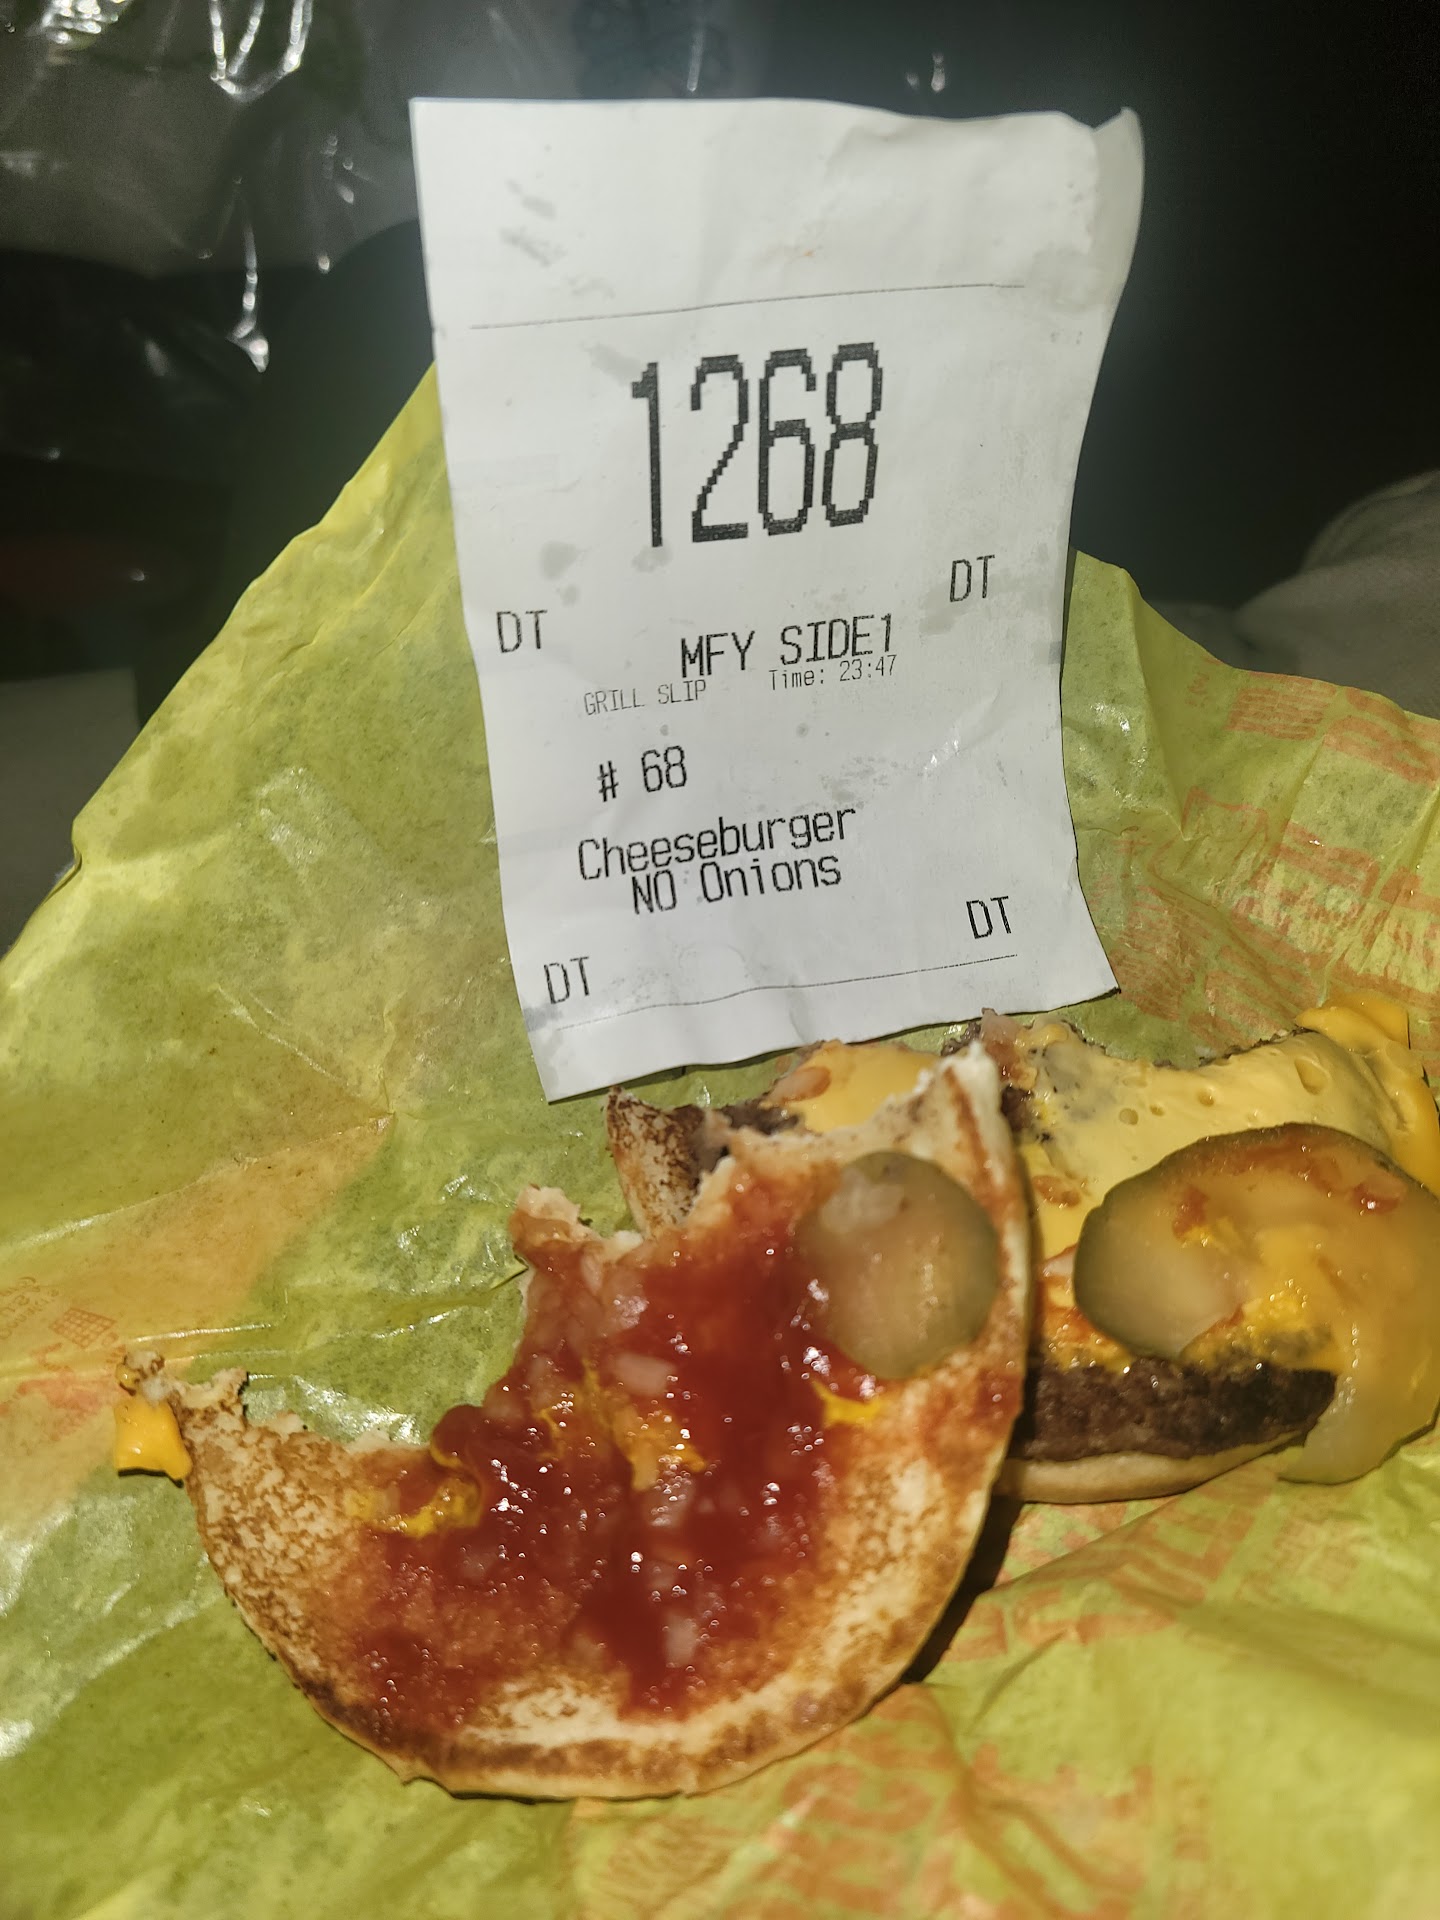 1268
DT DT
MFY SIDE1
GRILL SLIP Time: 23:47
# 68
Cheeseburger
NO Onions
DT DT